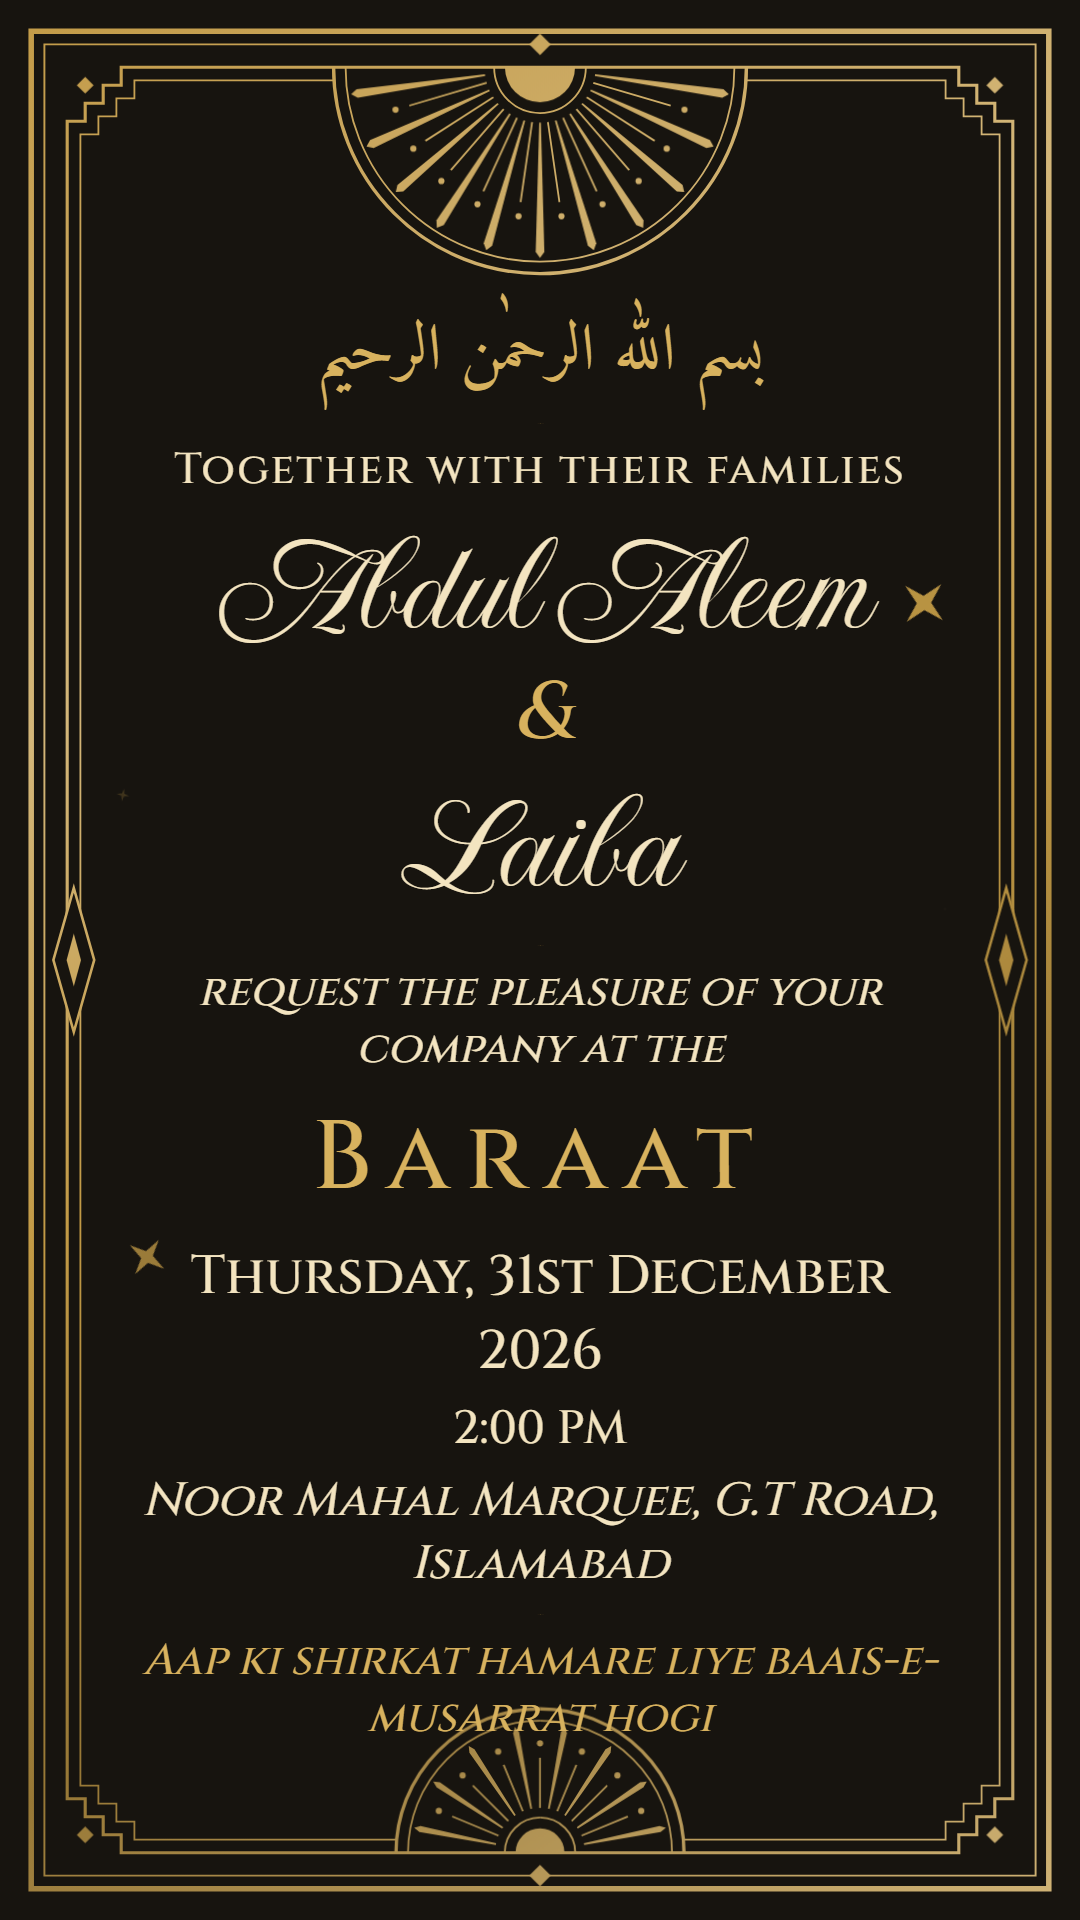 بسم الله الرحمٰن الرحيم
Together with their families
Abdul Aleem
&
Laiba
request the pleasure of your
company at the
Baraat
Thursday, 31st December
2026
2:00 PM
Noor Mahal Marquee, G.T Road,
Islamabad
Aap ki shirkat hamare liye baais-e-
musarrat hogi